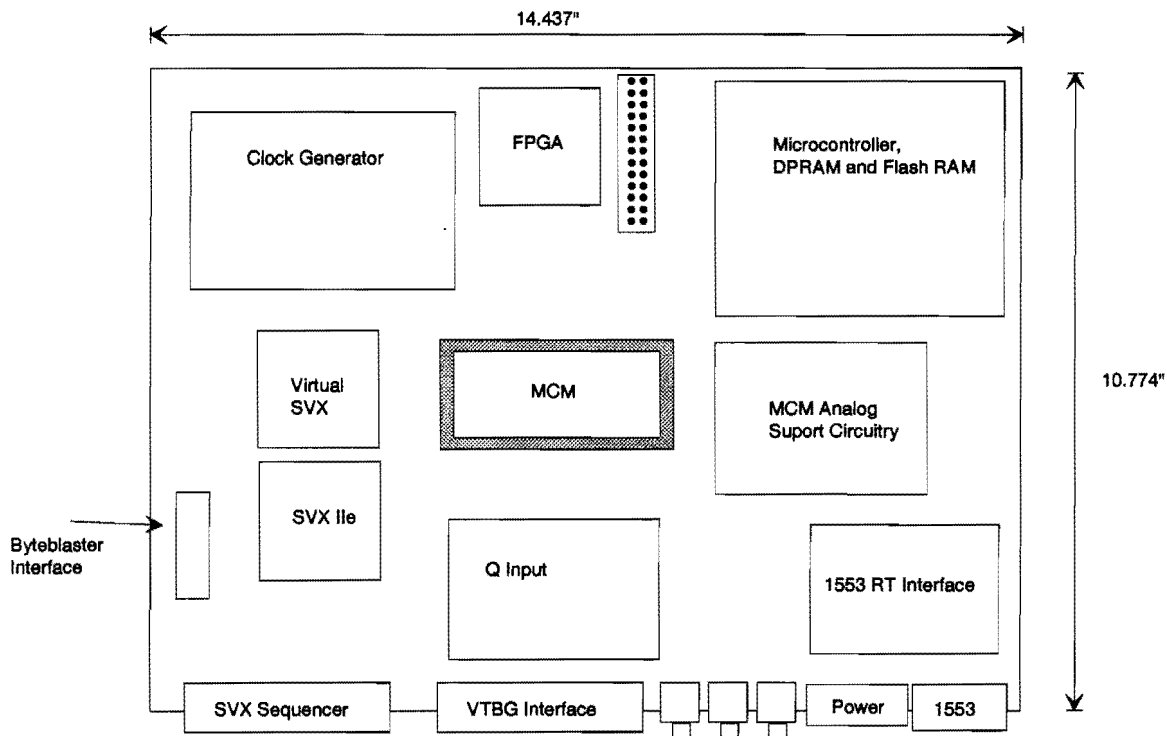 14.437"
Clock Generator
FPGA
Microcontroller,
DPRAM and Flash RAM
10.774"
Virtual
SVX
MCM
MCM Analog
Suport Circuitry
SVX IIe
Byteblaster
Interface
Q Input
1553 RT Interface
SVX Sequencer
VTBG Interface
Power
1553